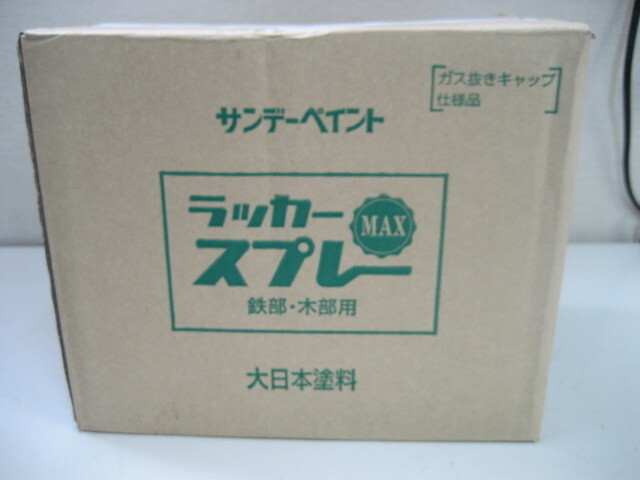 ガス抜きキャップ
仕様品
サンデーペイント
ラッカー
スプレー
MAX
鉄部・木部用
大日本塗料